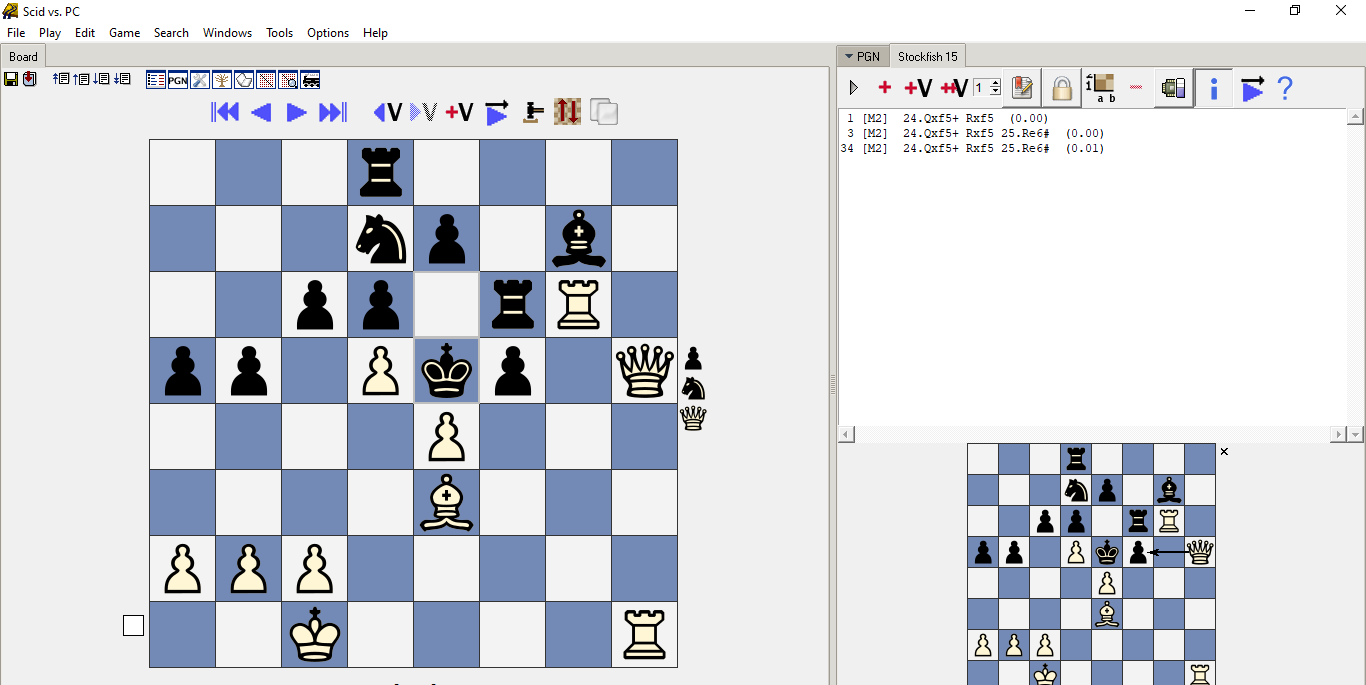 Scid vs. PC
File Play Edit Game Search Windows Tools Options Help
Board
PGN Stockfish 15
PGN
V V +V
+ +V ++V 1 a b i ?
1 [M2] 24.Qxf5+ Rxf5 (0.00)
3 [M2] 24.Qxf5+ Rxf5 25.Re6# (0.00)
34 [M2] 24.Qxf5+ Rxf5 25.Re6# (0.01)